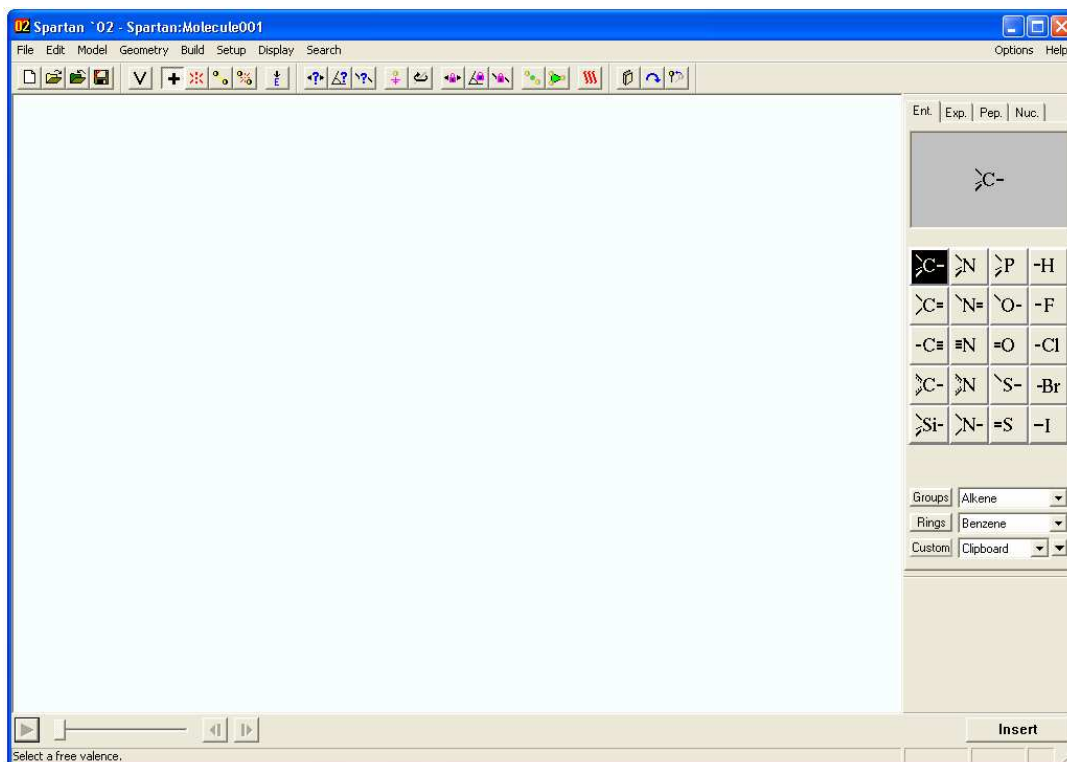 02 Spartan `02 - Spartan:Molecule001
File Edit Model Geometry Build Setup Display Search Options Help
V + E
Ent. Exp. Pep. Nuc.
C-
C- N P -H
C= N= O- -F
-C≡ ≡N =O -Cl
C- N S- -Br
Si- N- =S -I
Groups Alkene
Rings Benzene
Custom Clipboard
Insert
Select a free valence.